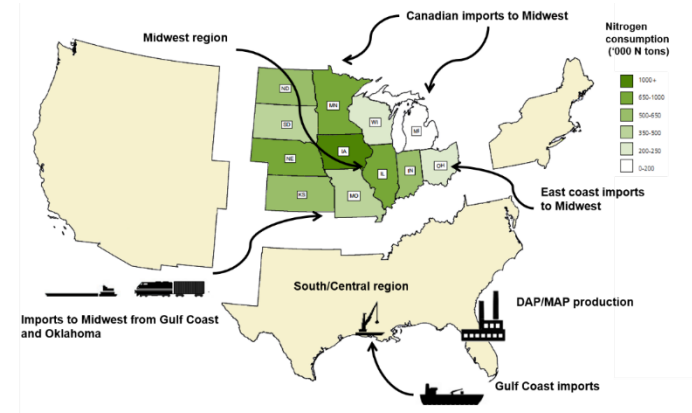 Canadian imports to Midwest
Midwest region
Nitrogen
consumption
('000 N tons)
1000+
650-1000
500-650
350-500
200-250
0-200
ND
MN
SD
WI
MI
IA
NE
IL
IN
OH
KS
MO
East coast imports
to Midwest
South/Central region
DAP/MAP production
Imports to Midwest from Gulf Coast
and Oklahoma
Gulf Coast imports